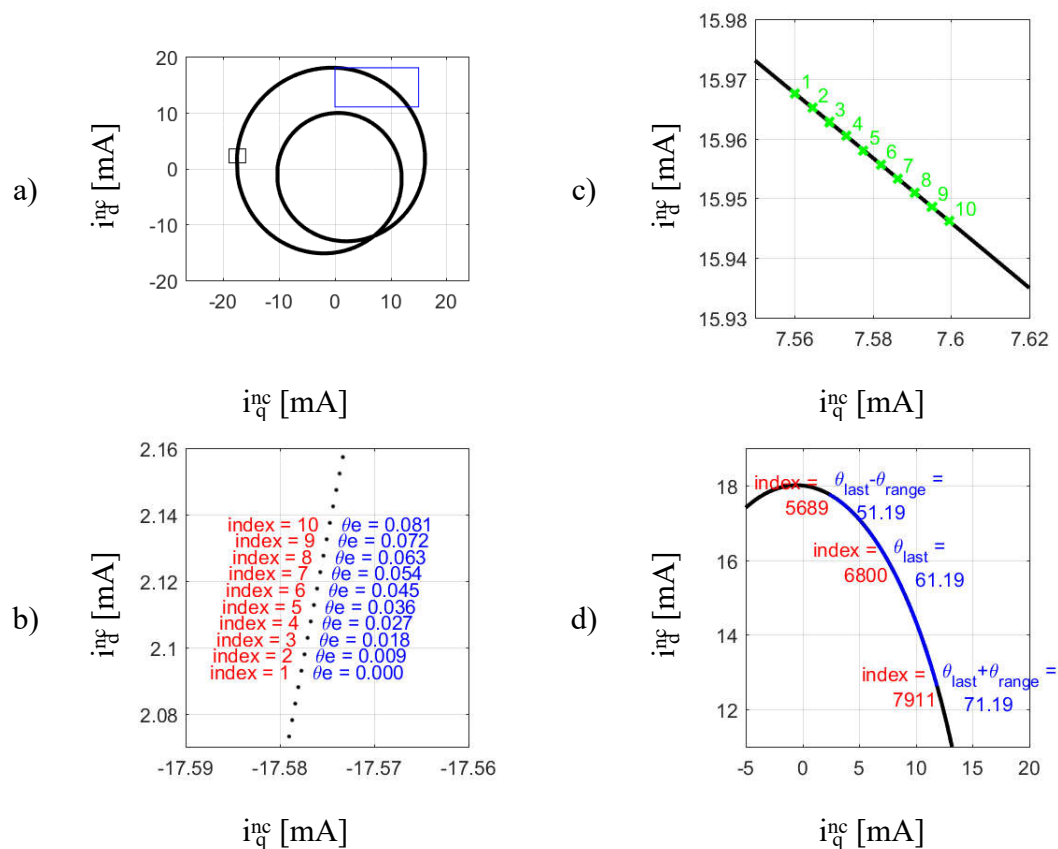 a)
20
10
0
-10
-20
-20
-10
0
10
20
i_d^nc [mA]
i_q^nc [mA]
c)
15.98
15.97
15.96
15.95
15.94
15.93
7.56
7.58
7.6
7.62
1
2
3
4
5
6
7
8
9
10
i_d^nc [mA]
i_q^nc [mA]
b)
2.16
2.14
2.12
2.1
2.08
-17.59
-17.58
-17.57
-17.56
index = 10 θe = 0.081
index = 9 θe = 0.072
index = 8 θe = 0.063
index = 7 θe = 0.054
index = 6 θe = 0.045
index = 5 θe = 0.036
index = 4 θe = 0.027
index = 3 θe = 0.018
index = 2 θe = 0.009
index = 1 θe = 0.000
i_d^nc [mA]
i_q^nc [mA]
d)
18
16
14
12
-5
0
5
10
15
20
index =
5689
θ_last-θ_range =
51.19
index =
6800
θ_last =
61.19
index =
7911
θ_last+θ_range =
71.19
i_d^nc [mA]
i_q^nc [mA]